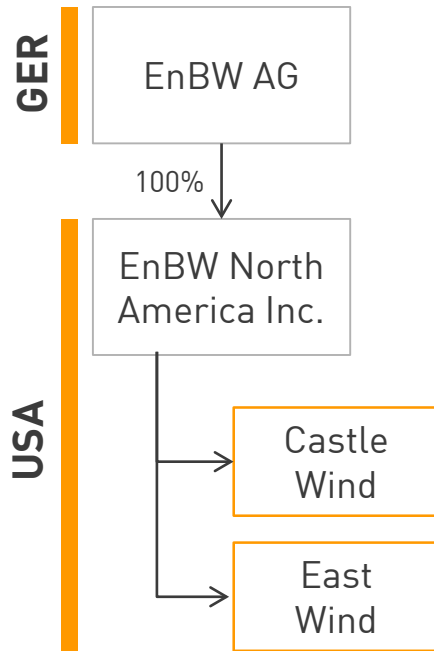 GER
EnBW AG
100%
USA
EnBW North
America Inc.
Castle
Wind
East
Wind